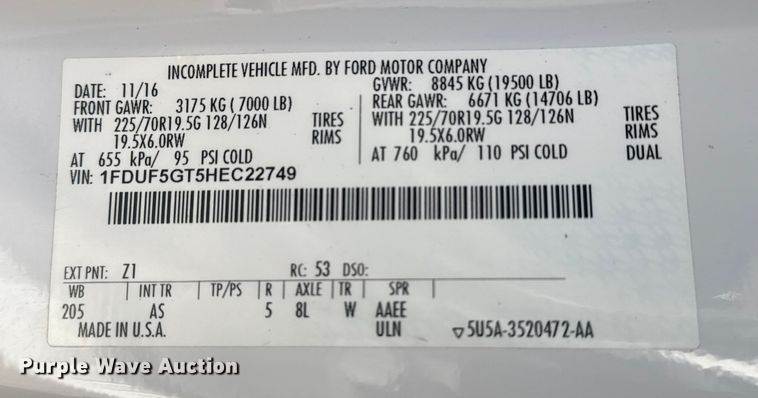 INCOMPLETE VEHICLE MFD. BY FORD MOTOR COMPANY
DATE: 11/16
GVWR: 8845 KG (19500 LB)
FRONT GAWR: 3175 KG ( 7000 LB)
REAR GAWR: 6671 KG (14706 LB)
WITH 225/70R19.5G 128/126N TIRES
WITH 225/70R19.5G 128/126N TIRES
19.5X6.0RW RIMS
19.5X6.0RW RIMS
AT 655 kPa/ 95 PSI COLD
AT 760 kPa/ 110 PSI COLD DUAL
VIN: 1FDUF5GT5HEC22749
EXT PNT: Z1 RC: 53 DSO:
WB INT TR TP/PS R AXLE TR SPR
205 AS 5 8L W AAEE
MADE IN U.S.A. ULN ▽5U5A-3520472-AA
Purple Wave Auction